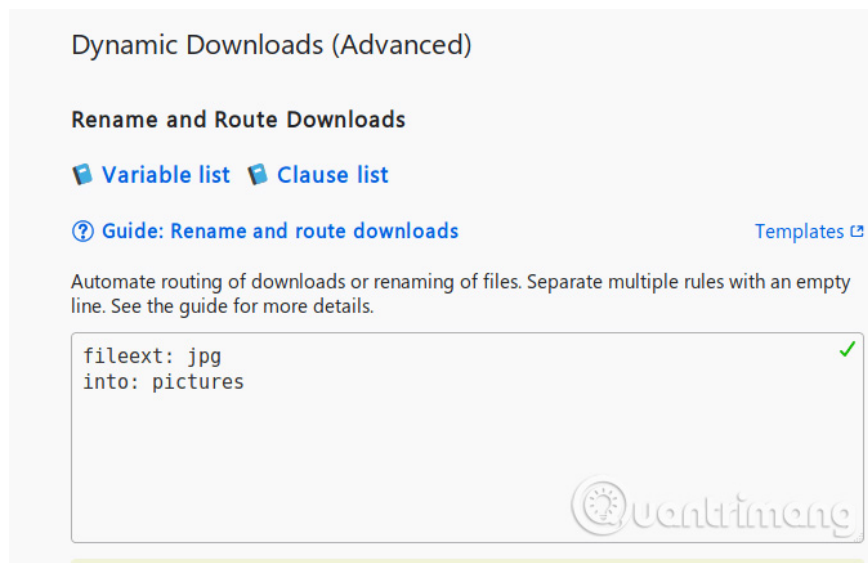 Dynamic Downloads (Advanced)
Rename and Route Downloads
Variable list Clause list
Guide: Rename and route downloads Templates
Automate routing of downloads or renaming of files. Separate multiple rules with an empty
line. See the guide for more details.
fileext: jpg
into: pictures
Quantrimang